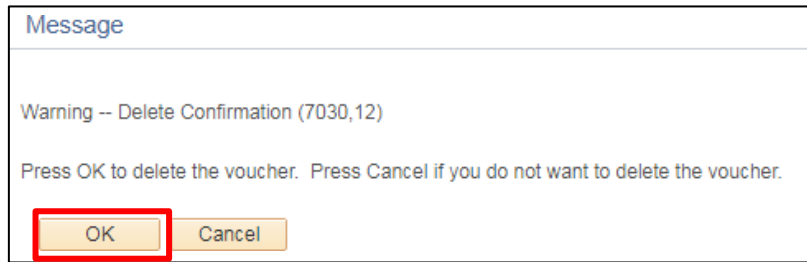 Message
Warning -- Delete Confirmation (7030,12)
Press OK to delete the voucher.  Press Cancel if you do not want to delete the voucher.
OK Cancel